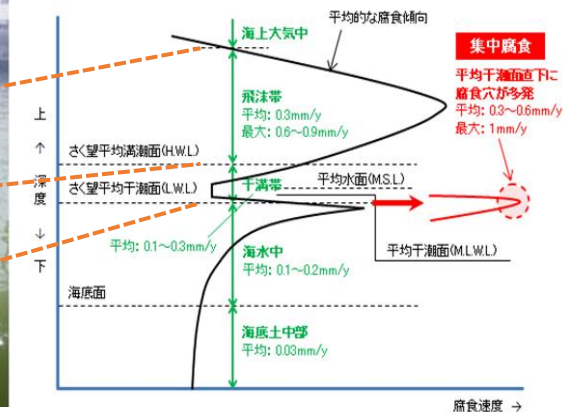 平均的な腐食傾向
海上大気中
集中腐食
平均干潮面直下に
腐食穴が多発
平均: 0.3～0.6mm/y
最大: 1mm/y
飛沫帯
平均: 0.3mm/y
最大: 0.6～0.9mm/y
上
↑
深
度
↓
下
さく望平均満潮面(H.W.L)
干満帯
平均水面(M.S.L)
さく望平均干潮面(L.W.L)
平均: 0.1～0.3mm/y
海水中
平均: 0.1～0.2mm/y
平均干潮面(M.L.W.L)
海底面
海底土中部
平均: 0.03mm/y
腐食速度 →